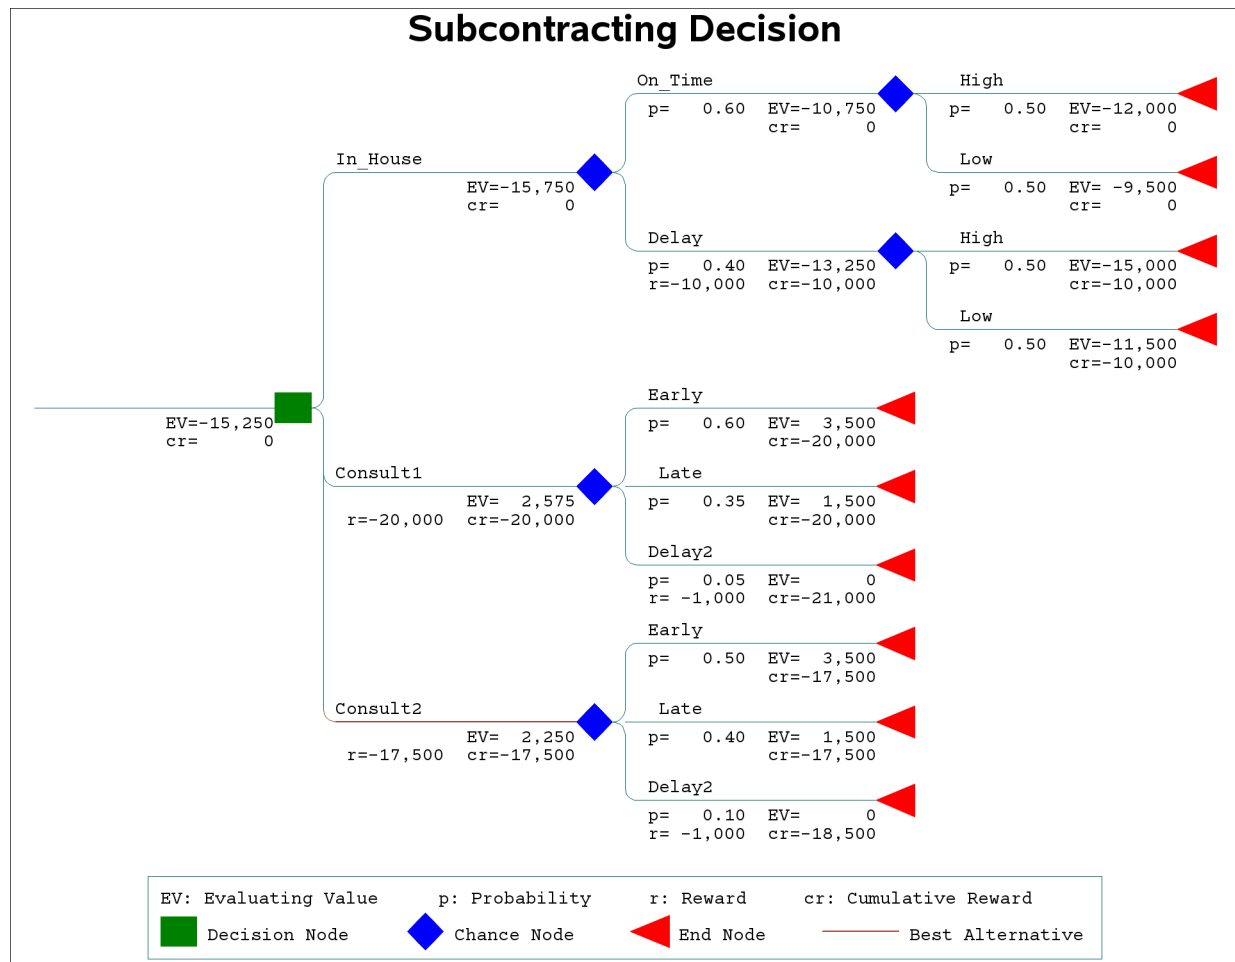 Subcontracting Decision
On_Time
High
p= 0.60 EV=-10,750
cr= 0
p= 0.50 EV=-12,000
cr= 0
In_House
Low
EV=-15,750
cr= 0
p= 0.50 EV= -9,500
cr= 0
Delay
High
p= 0.40 EV=-13,250
r=-10,000 cr=-10,000
p= 0.50 EV=-15,000
cr=-10,000
Low
p= 0.50 EV=-11,500
cr=-10,000
Early
EV=-15,250
cr= 0
p= 0.60 EV= 3,500
cr=-20,000
Consult1
Late
EV= 2,575
r=-20,000 cr=-20,000
p= 0.35 EV= 1,500
cr=-20,000
Delay2
p= 0.05 EV= 0
r= -1,000 cr=-21,000
Early
p= 0.50 EV= 3,500
cr=-17,500
Consult2
Late
EV= 2,250
r=-17,500 cr=-17,500
p= 0.40 EV= 1,500
cr=-17,500
Delay2
p= 0.10 EV= 0
r= -1,000 cr=-18,500
EV: Evaluating Value p: Probability r: Reward cr: Cumulative Reward
Decision Node Chance Node End Node Best Alternative